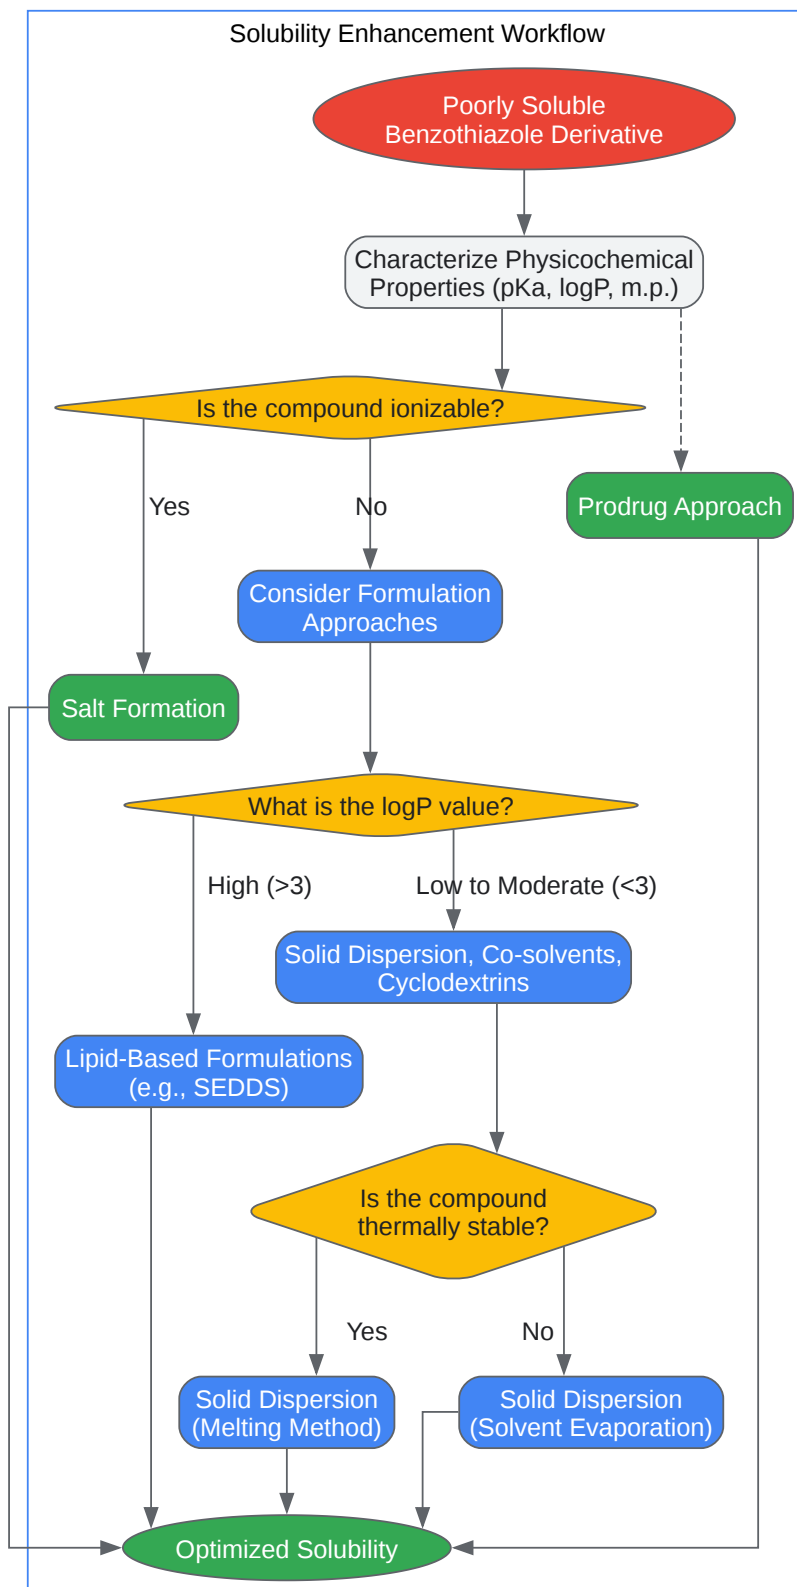 Solubility Enhancement Workflow
Poorly Soluble
Benzothiazole Derivative
Characterize Physicochemical
Properties (pKa, logP, m.p.)
Is the compound ionizable?
Yes
No
Prodrug Approach
Consider Formulation
Approaches
Salt Formation
What is the logP value?
High (>3)
Low to Moderate (<3)
Solid Dispersion, Co-solvents,
Cyclodextrins
Lipid-Based Formulations
(e.g., SEDDS)
Is the compound
thermally stable?
Yes
No
Solid Dispersion
(Melting Method)
Solid Dispersion
(Solvent Evaporation)
Optimized Solubility